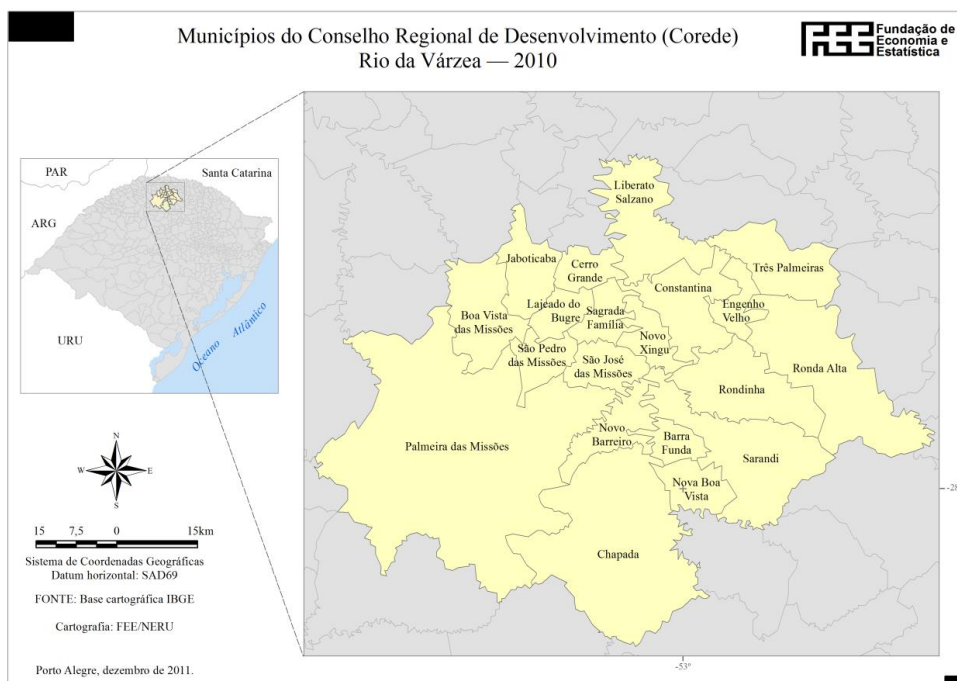 Municípios do Conselho Regional de Desenvolvimento (Corede)
Rio da Várzea — 2010
FEE
Fundação de
Economia e
Estatística
PAR
Santa Catarina
ARG
URU
Oceano Atlântico
Liberato
Salzano
Jaboticaba
Cerro
Grande
Três Palmeiras
Constantina
Lajeado do
Bugre
Sagrada
Família
Engenho
Velho
Boa Vista
das Missões
Novo
Xingu
São Pedro
das Missões
São José
das Missões
Ronda Alta
Rondinha
Palmeira das Missões
Novo
Barreiro
Barra
Funda
Sarandi
Nova Boa
Vista
Chapada
-28
-53º
N
W
E
S
15 7,5 0 15km
Sistema de Coordenadas Geográficas
Datum horizontal: SAD69
FONTE: Base cartográfica IBGE
Cartografia: FEE/NERU
Porto Alegre, dezembro de 2011.